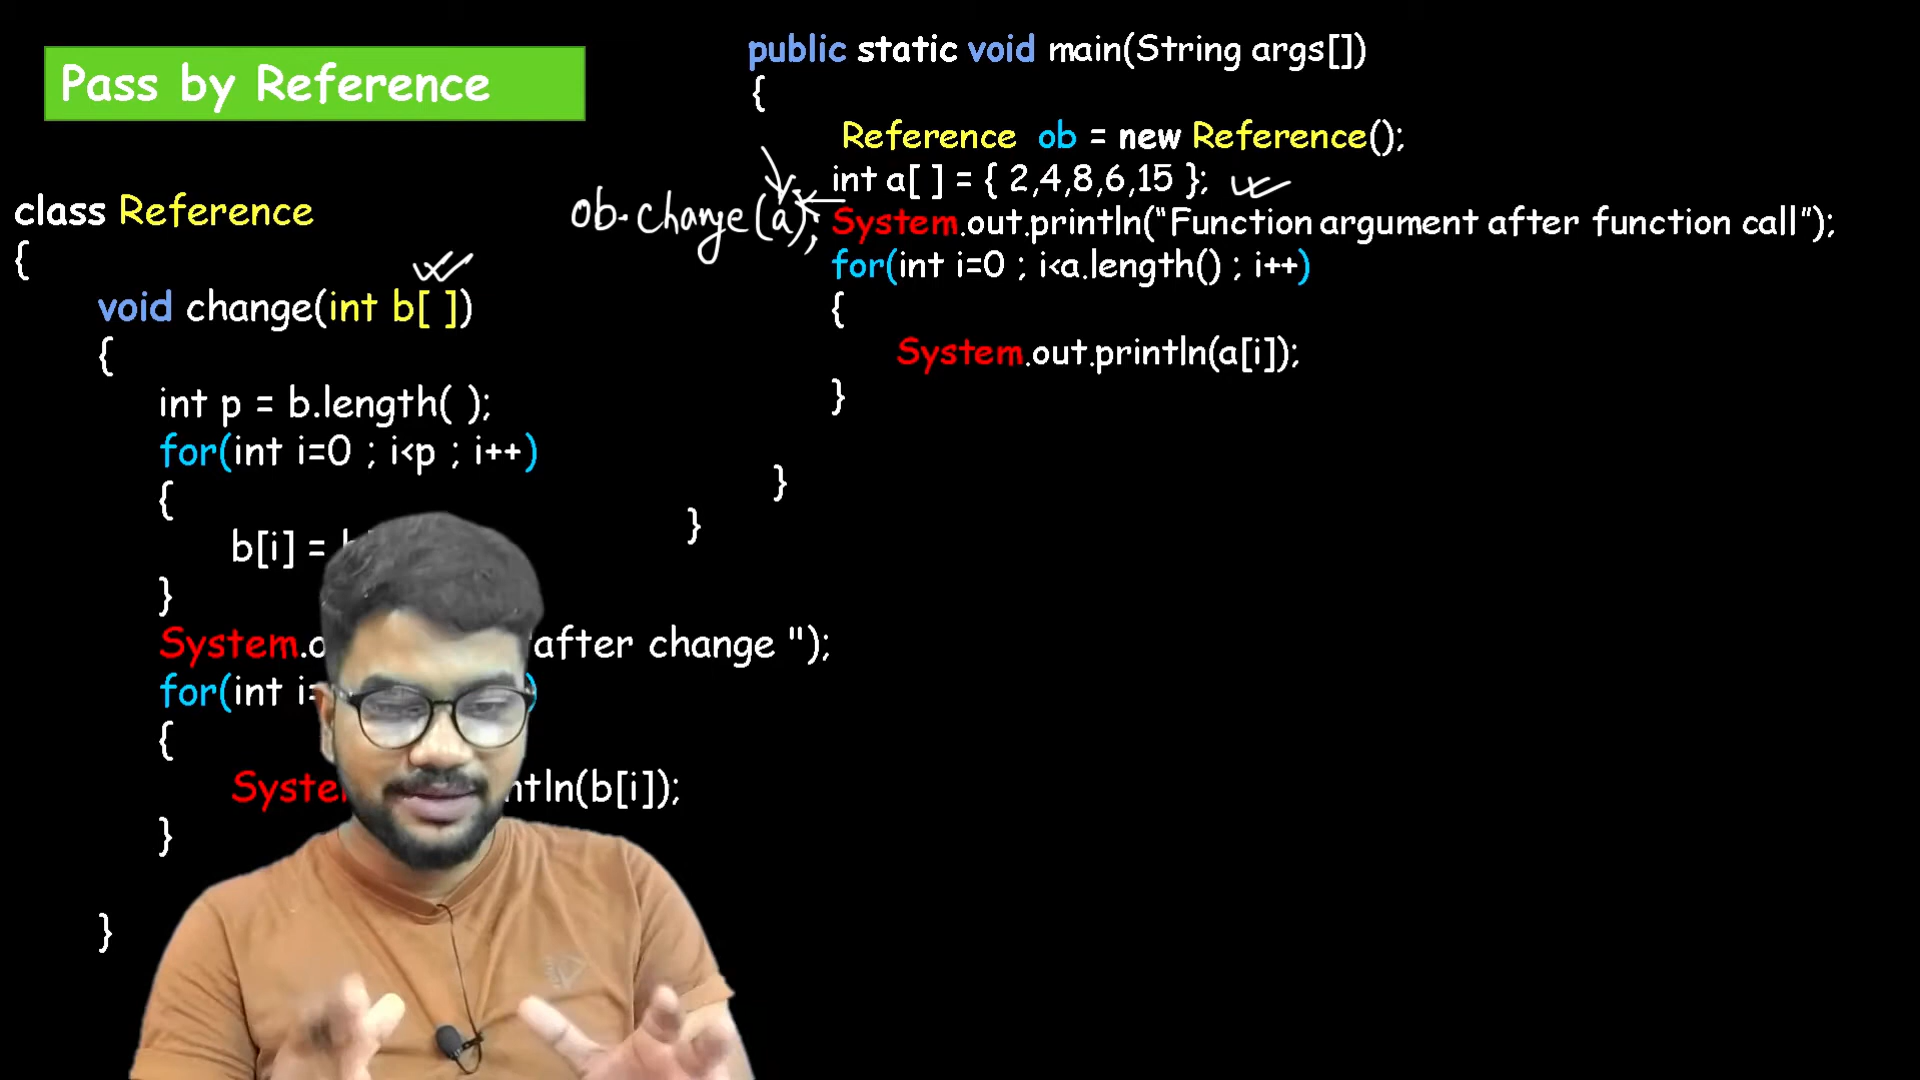 Pass by Reference
class Reference
{
void change(int b[ ])
{
int p = b.length( );
for(int i=0 ; i<p ; i++)
{
b[i] =
}
System. after change ");
for(int
{
ntln(b[i]);
}
}
public static void main(String args[])
{
Reference ob = new Reference();
int a[ ] = { 2,4,8,6,15 };
ob.change(a);
System.out.println(“Function argument after function call”);
for(int i=0 ; i<a.length() ; i++)
{
System.out.println(a[i]);
}
}
}